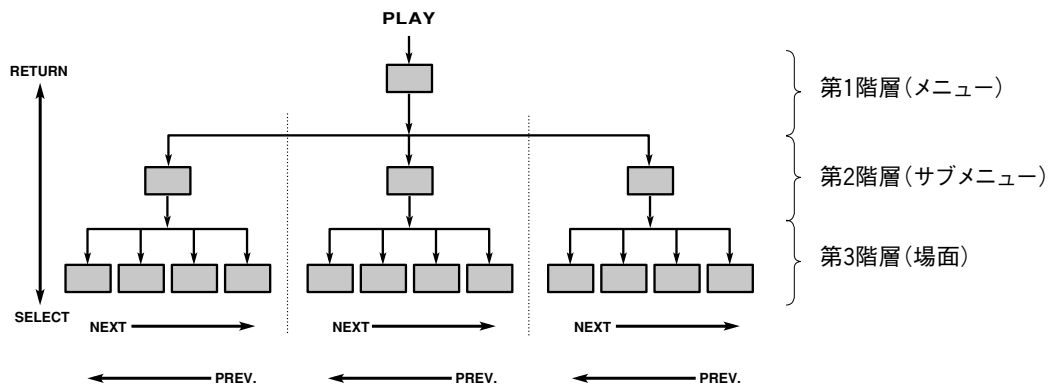 PLAY
RETURN
第1階層（メニュー）
第2階層（サブメニュー）
第3階層（場面）
SELECT
NEXT NEXT NEXT
PREV. PREV. PREV.